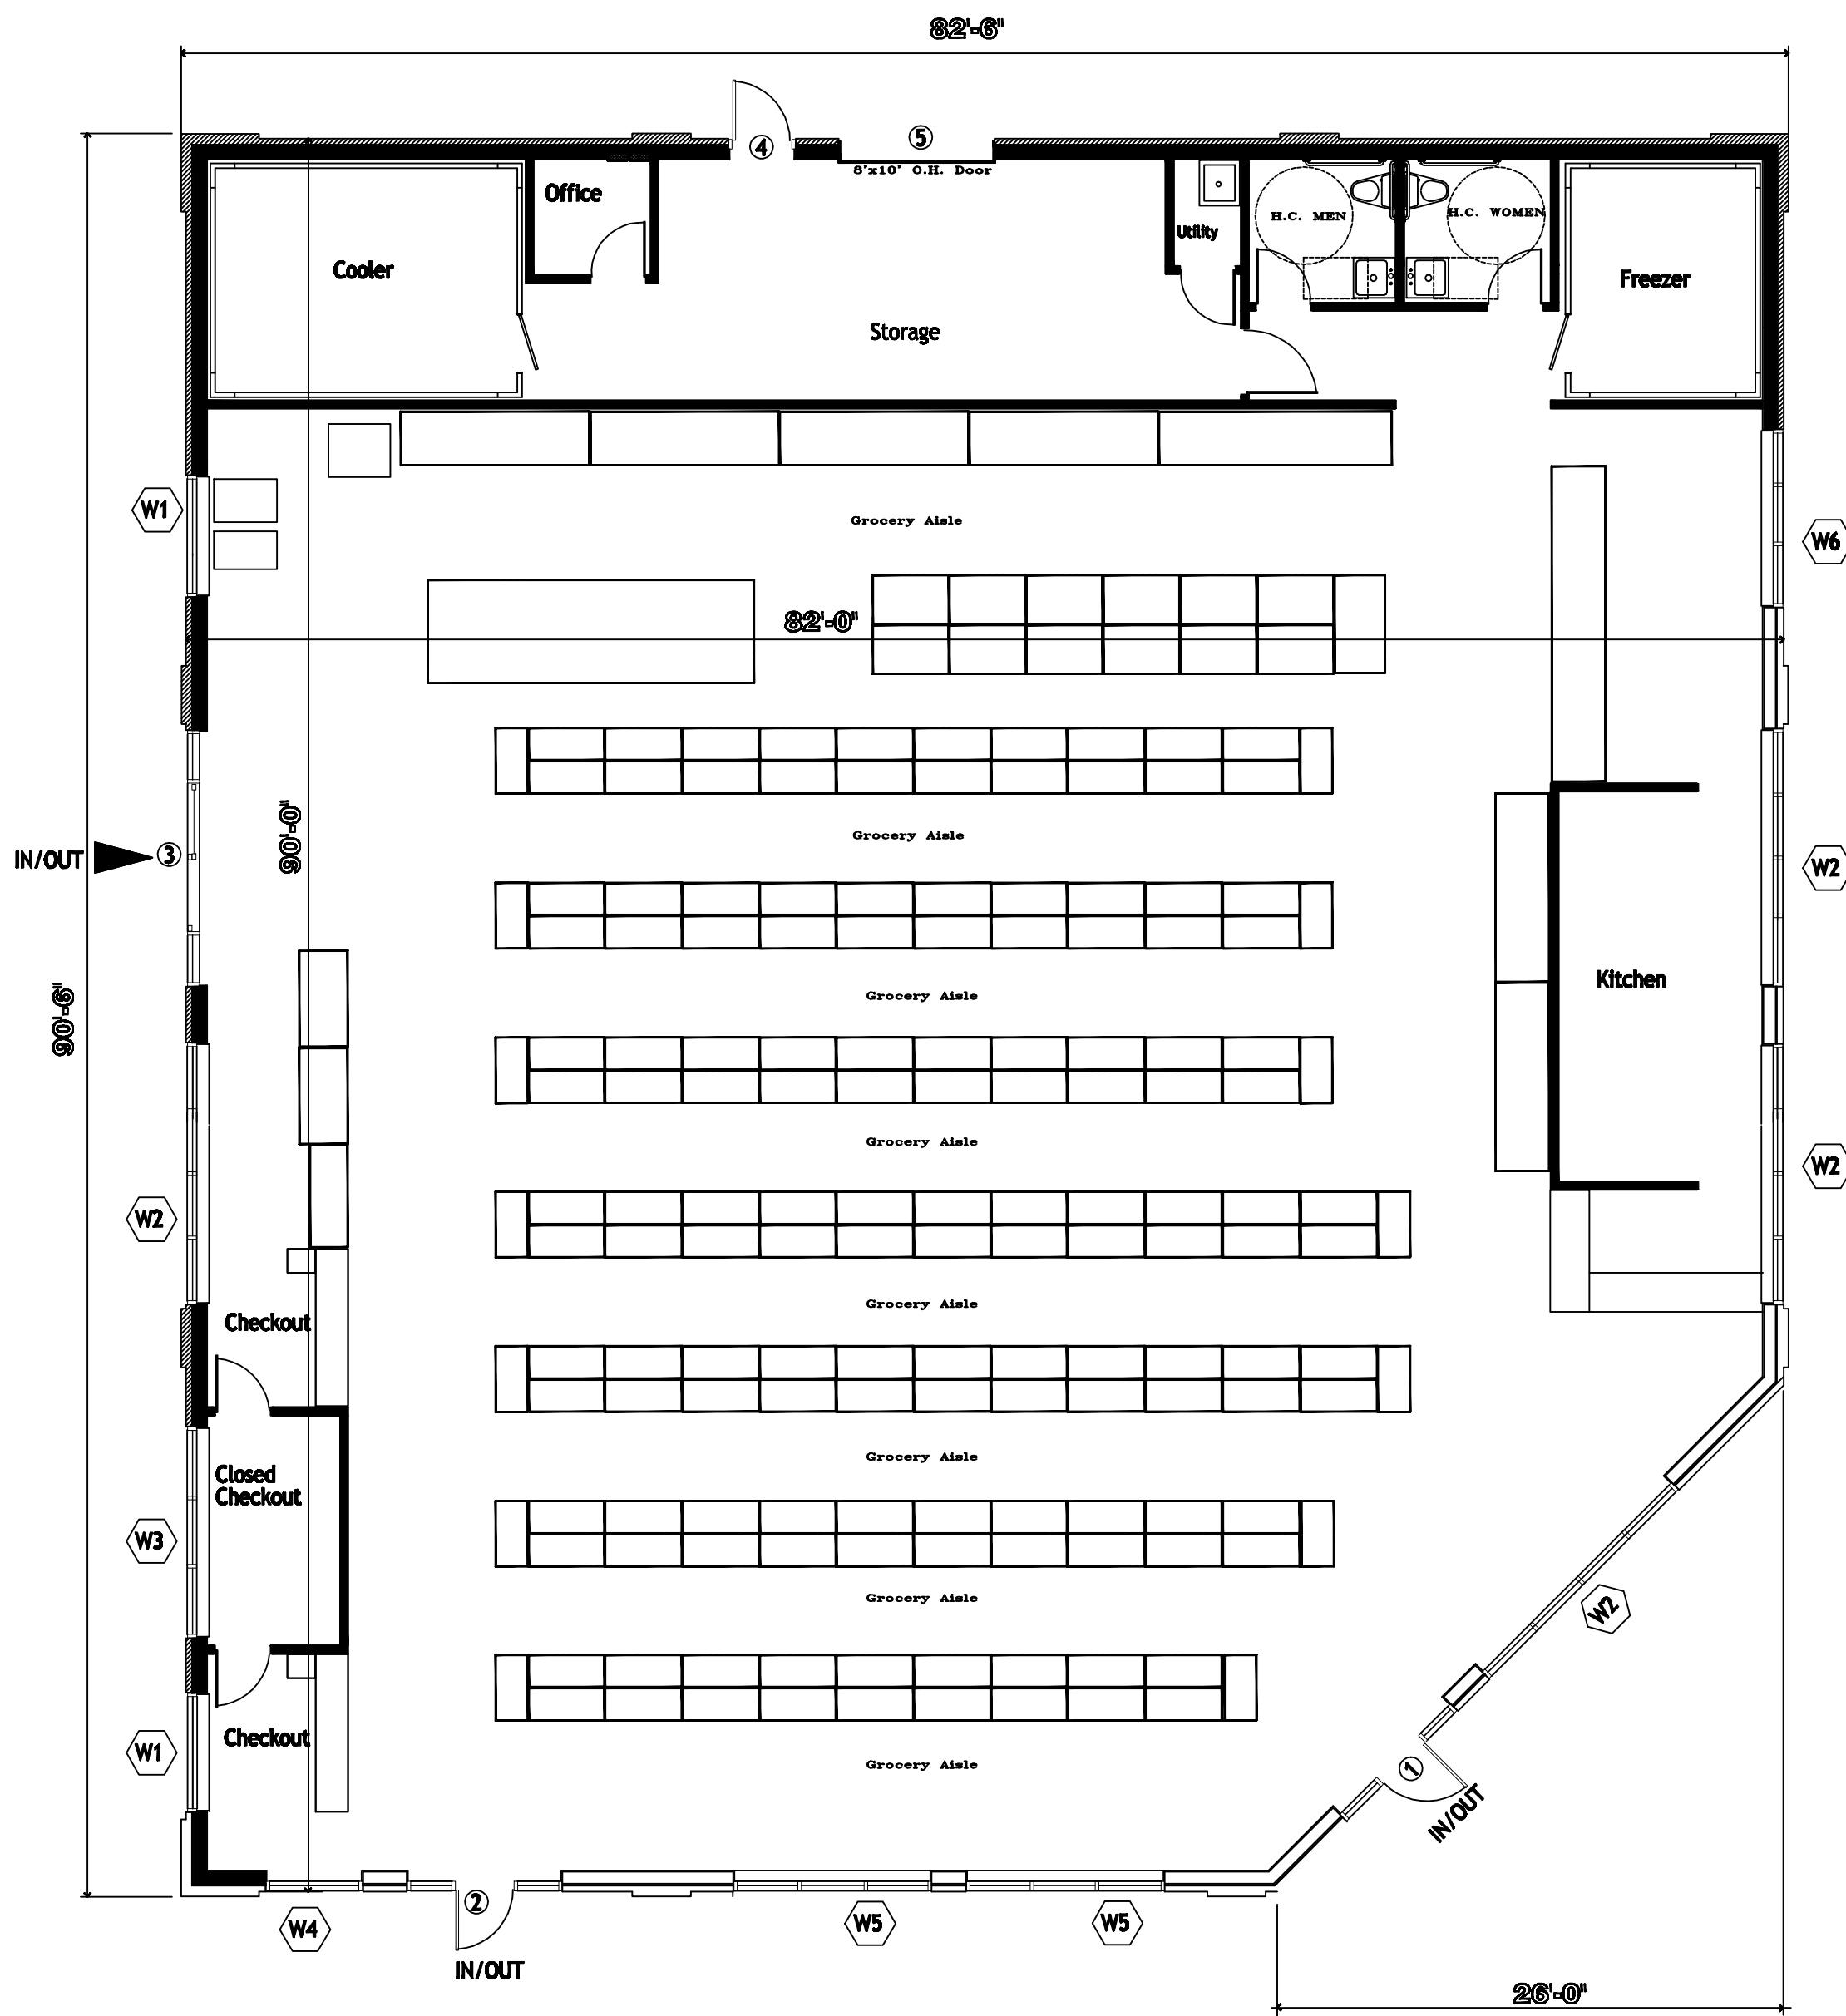 82'-6"
4
5
8'x10' O.H. Door
Office
H.C. MEN
H.C. WOMEN
Utility
Cooler
Freezer
Storage
W1
Grocery Aisle
W6
82'-0"
90'-0"
Grocery Aisle
IN/OUT
3
W2
Kitchen
Grocery Aisle
90'-6"
Grocery Aisle
W2
W2
Grocery Aisle
Checkout
Grocery Aisle
Closed
Checkout
W3
Grocery Aisle
W2
Checkout
W1
Grocery Aisle
1
IN/OUT
2
W4
W5
W5
IN/OUT
26'-0"